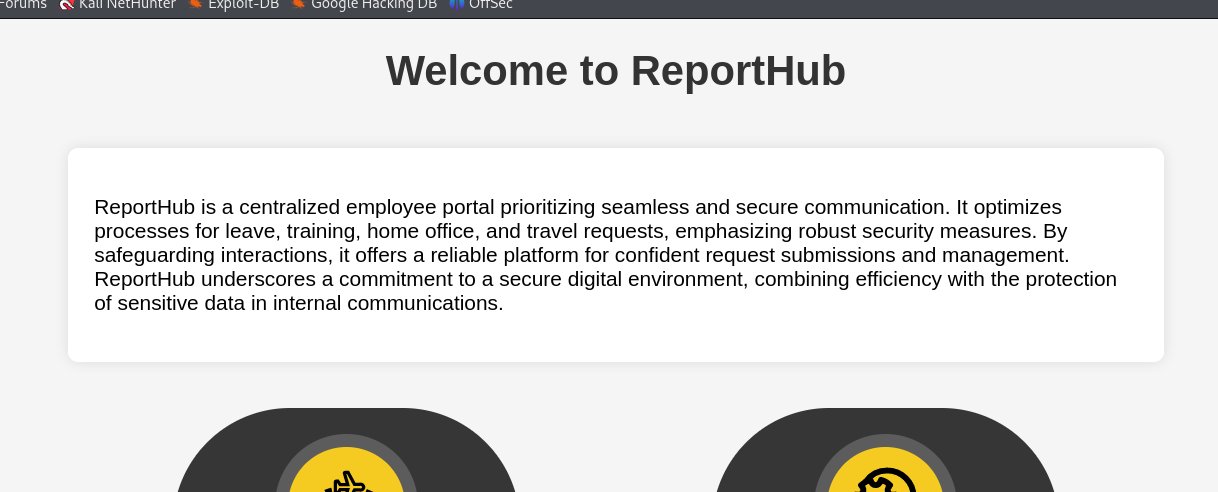 Forums Kali NetHunter Exploit-DB Google Hacking DB OffSec
Welcome to ReportHub
ReportHub is a centralized employee portal prioritizing seamless and secure communication. It optimizes
processes for leave, training, home office, and travel requests, emphasizing robust security measures. By
safeguarding interactions, it offers a reliable platform for confident request submissions and management.
ReportHub underscores a commitment to a secure digital environment, combining efficiency with the protection
of sensitive data in internal communications.